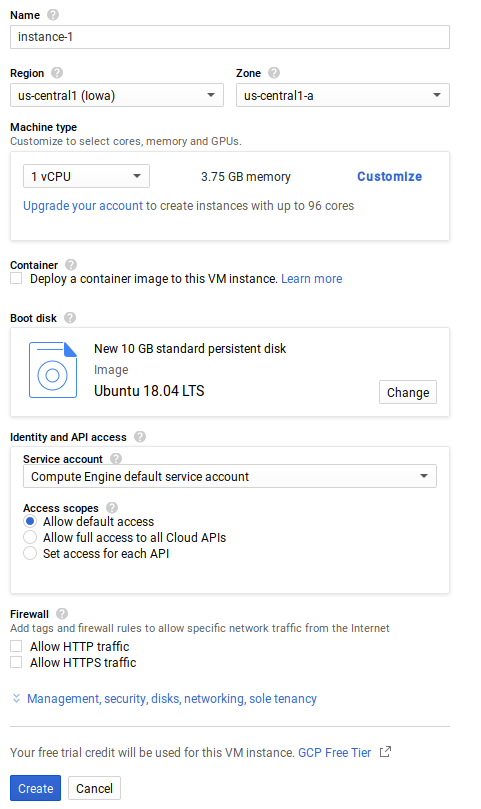 Name ?
instance-1
Region ? Zone ?
us-central1 (Iowa) us-central1-a
Machine type
Customize to select cores, memory and GPUs.
1 vCPU 3.75 GB memory Customize
Upgrade your account to create instances with up to 96 cores
Container ?
Deploy a container image to this VM instance. Learn more
Boot disk ?
New 10 GB standard persistent disk
Image
Ubuntu 18.04 LTS
Change
Identity and API access ?
Service account ?
Compute Engine default service account
Access scopes ?
Allow default access
Allow full access to all Cloud APIs
Set access for each API
Firewall ?
Add tags and firewall rules to allow specific network traffic from the Internet
Allow HTTP traffic
Allow HTTPS traffic
Management, security, disks, networking, sole tenancy
Your free trial credit will be used for this VM instance. GCP Free Tier
Create Cancel